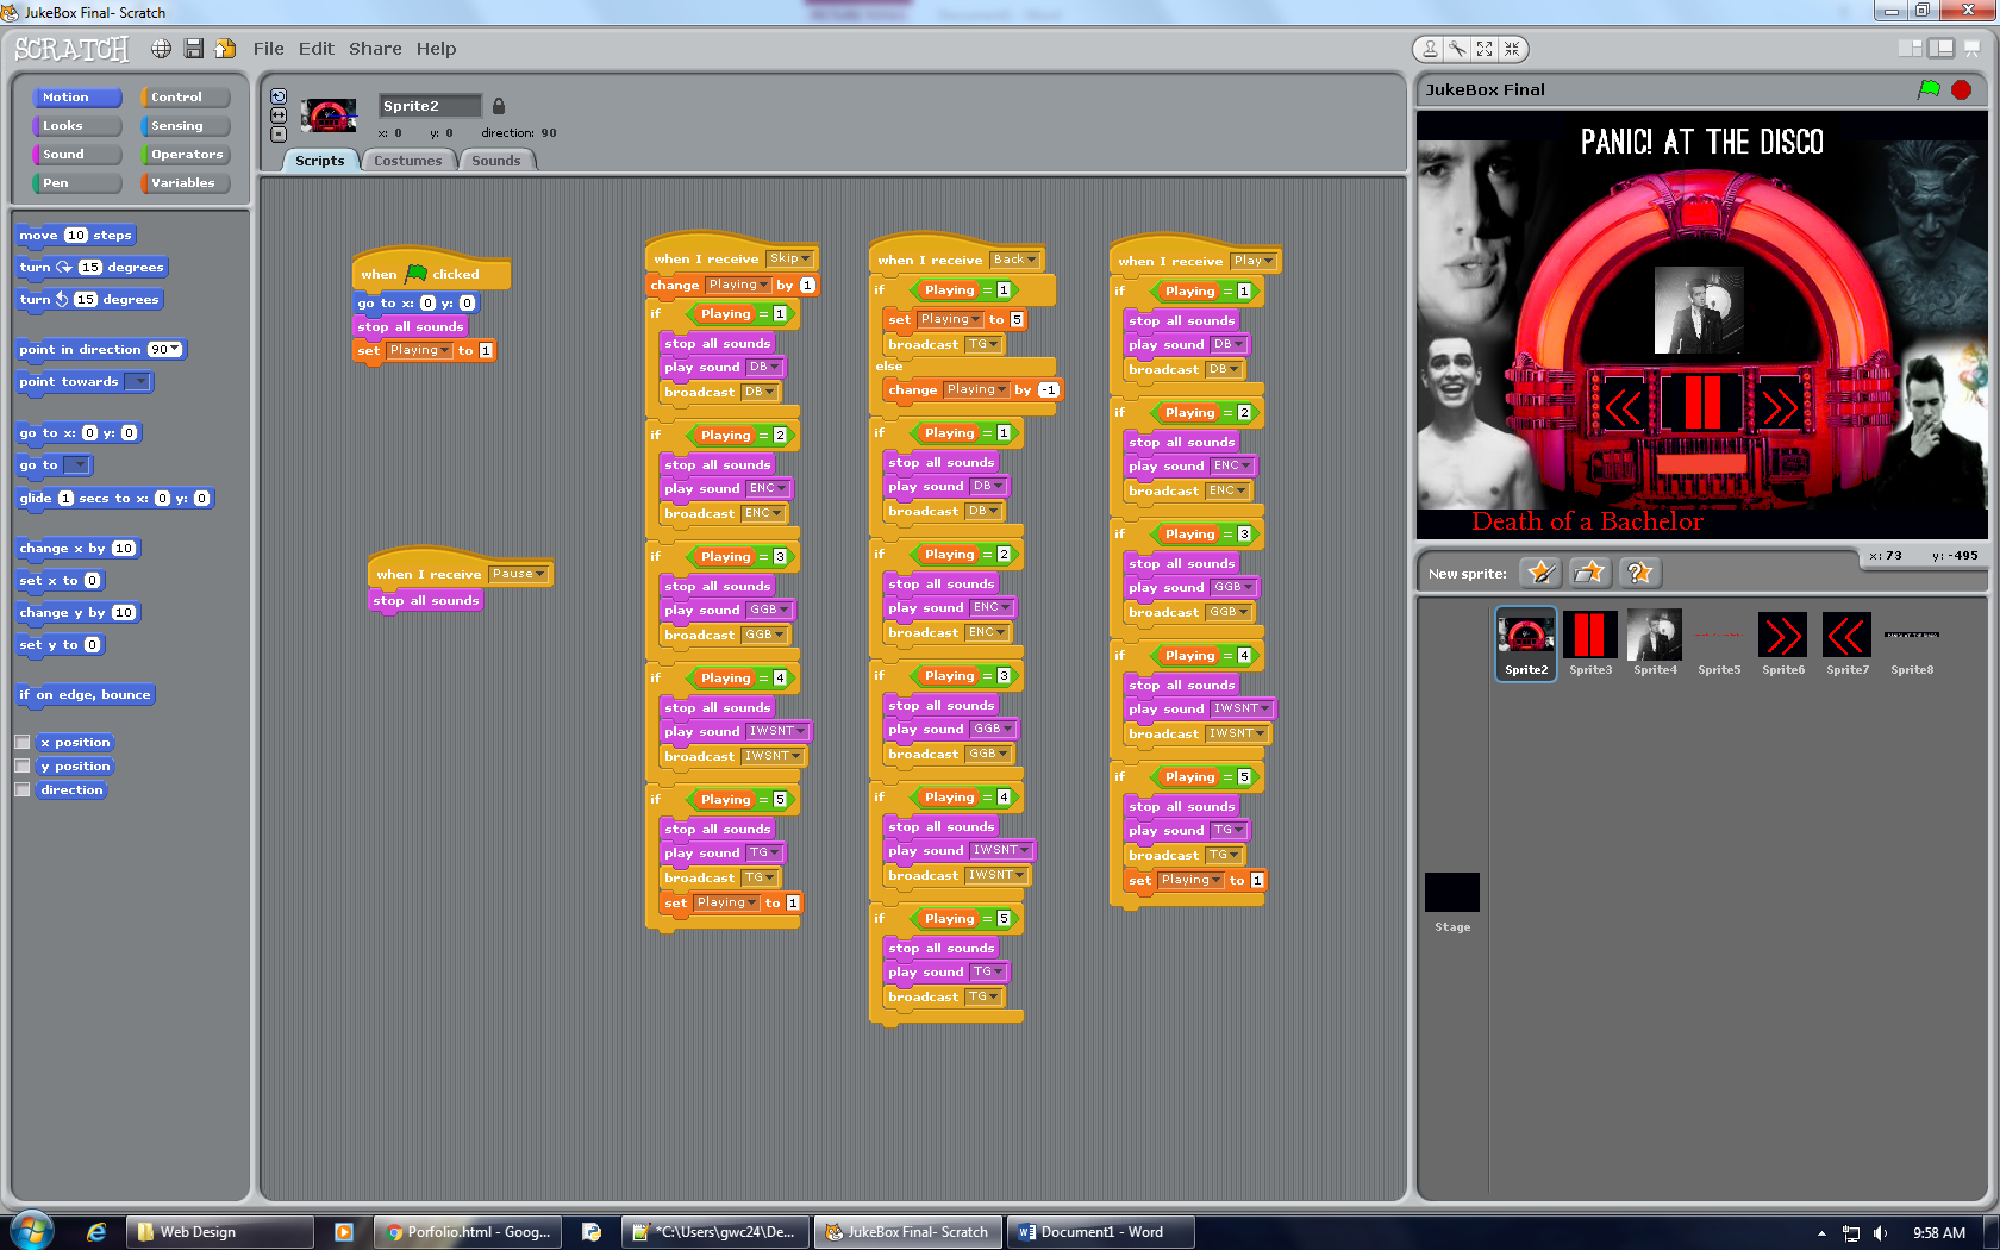 JukeBox Final- Scratch
SCRATCH
File Edit Share Help
Motion Control
Looks Sensing
Sound Operators
Pen Variables
move 10 steps
turn 15 degrees
turn 15 degrees
point in direction 90
point towards
go to x: 0 y: 0
go to
glide 1 secs to x: 0 y: 0
change x by 10
set x to 0
change y by 10
set y to 0
if on edge, bounce
x position
y position
direction
Sprite2
x: 0 y: 0 direction: 90
Scripts Costumes Sounds
when clicked
go to x: 0 y: 0
stop all sounds
set Playing to 1
when I receive Pause
stop all sounds
when I receive Skip
change Playing by 1
if Playing = 1
stop all sounds
play sound DB
broadcast DB
if Playing = 2
stop all sounds
play sound ENC
broadcast ENC
if Playing = 3
stop all sounds
play sound GGB
broadcast GGB
if Playing = 4
stop all sounds
play sound IWSNT
broadcast IWSNT
if Playing = 5
stop all sounds
play sound TG
broadcast TG
set Playing to 1
when I receive Back
if Playing = 1
set Playing to 5
broadcast TG
else
change Playing by -1
if Playing = 1
stop all sounds
play sound DB
broadcast DB
if Playing = 2
stop all sounds
play sound ENC
broadcast ENC
if Playing = 3
stop all sounds
play sound GGB
broadcast GGB
if Playing = 4
stop all sounds
play sound IWSNT
broadcast IWSNT
if Playing = 5
stop all sounds
play sound TG
broadcast TG
when I receive Play
if Playing = 1
stop all sounds
play sound DB
broadcast DB
if Playing = 2
stop all sounds
play sound ENC
broadcast ENC
if Playing = 3
stop all sounds
play sound GGB
broadcast GGB
if Playing = 4
stop all sounds
play sound IWSNT
broadcast IWSNT
if Playing = 5
stop all sounds
play sound TG
broadcast TG
set Playing to 1
JukeBox Final
PANIC! AT THE DISCO
Death of a Bachelor
x: 73 y: -495
New sprite:
Sprite2 Sprite3 Sprite4 Sprite5 Sprite6 Sprite7 Sprite8
Stage
Web Design
Porfolio.html - Goog...
*C:\Users\gwc24\De...
JukeBox Final- Scratch
Document1 - Word
9:58 AM